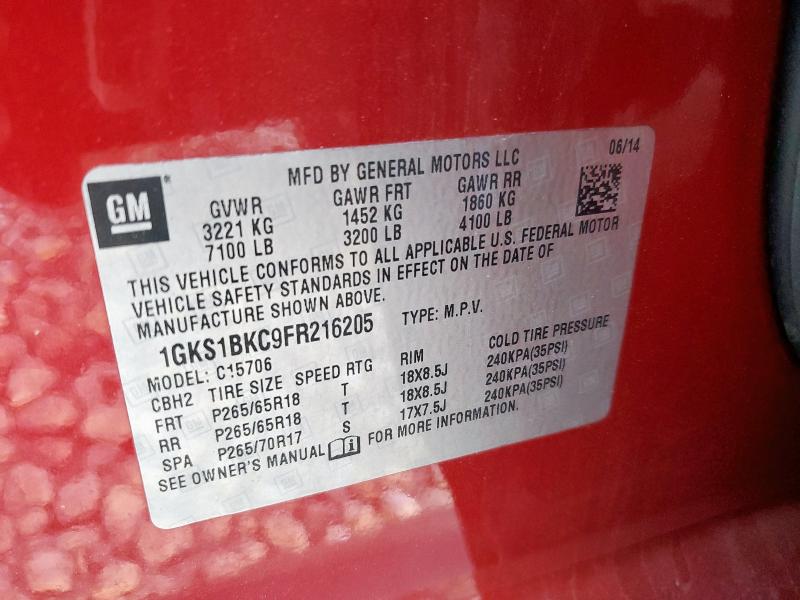 GM
MFD BY GENERAL MOTORS LLC 06/14
GVWR GAWR FRT GAWR RR
3221 KG 1452 KG 1860 KG
7100 LB 3200 LB 4100 LB
THIS VEHICLE CONFORMS TO ALL APPLICABLE U.S. FEDERAL MOTOR
VEHICLE SAFETY STANDARDS IN EFFECT ON THE DATE OF
MANUFACTURE SHOWN ABOVE.
1GKS1BKC9FR216205 TYPE: M.P.V.
MODEL: C15706
CBH2 TIRE SIZE SPEED RTG RIM COLD TIRE PRESSURE
FRT P265/65R18 T 18X8.5J 240KPA(35PSI)
RR P265/65R18 T 18X8.5J 240KPA(35PSI)
SPA P265/70R17 S 17X7.5J 240KPA(35PSI)
SEE OWNER'S MANUAL FOR MORE INFORMATION.